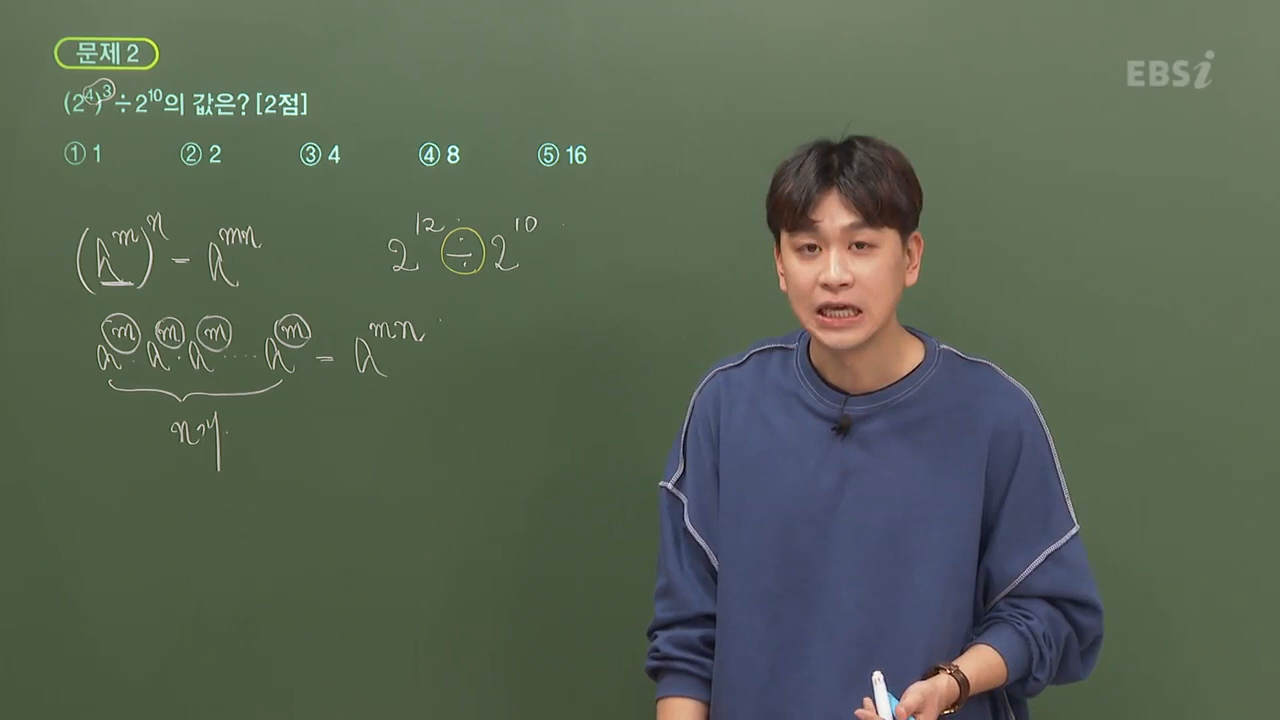 문제 2
EBSi
(2⁴)³÷2¹⁰의 값은? [2점]
① 1 ② 2 ③ 4 ④ 8 ⑤ 16
(a^m)^n = a^mn
2^12 ÷ 2^10
a^m · a^m · a^m ···· a^m = a^mn
n개